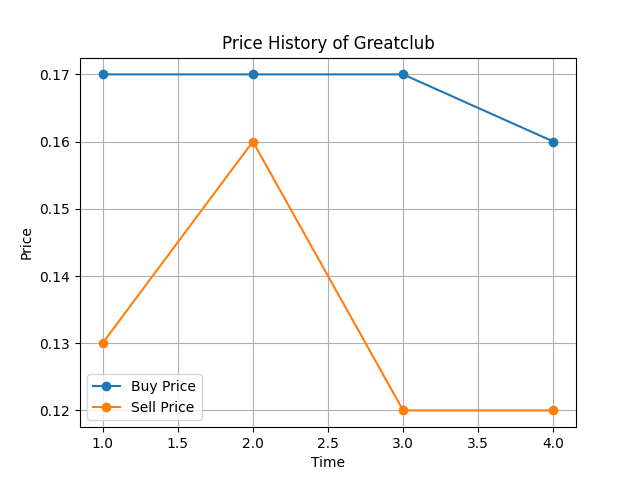 Price History of Greatclub
0.17
0.16
0.15
0.14
0.13
0.12
Price
Buy Price
Sell Price
1.0 1.5 2.0 2.5 3.0 3.5 4.0
Time